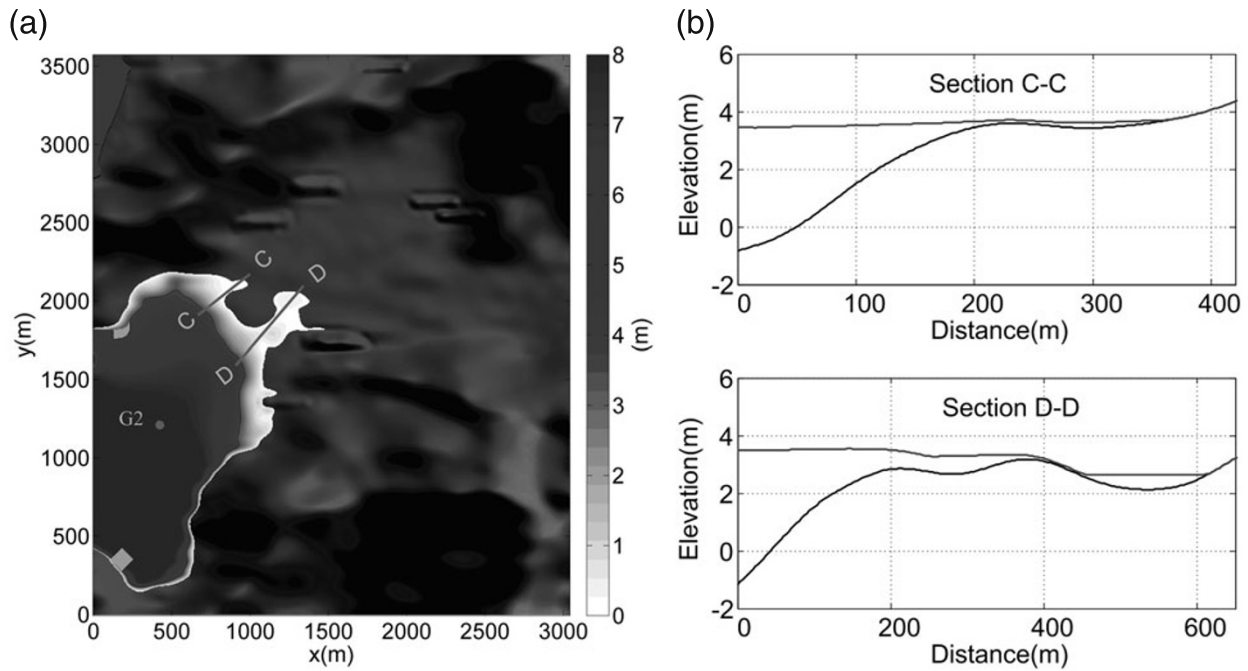 (a)
3500
3000
2500
2000
1500
1000
500
0
y(m)
0 500 1000 1500 2000 2500 3000
x(m)
C
C
D
D
G2
8
7
6
5
4
3
2
1
0
(m)
(b)
Section C-C
6
4
2
0
-2
Elevation(m)
0 100 200 300 400
Distance(m)
Section D-D
6
4
2
0
-2
Elevation(m)
0 200 400 600
Distance(m)